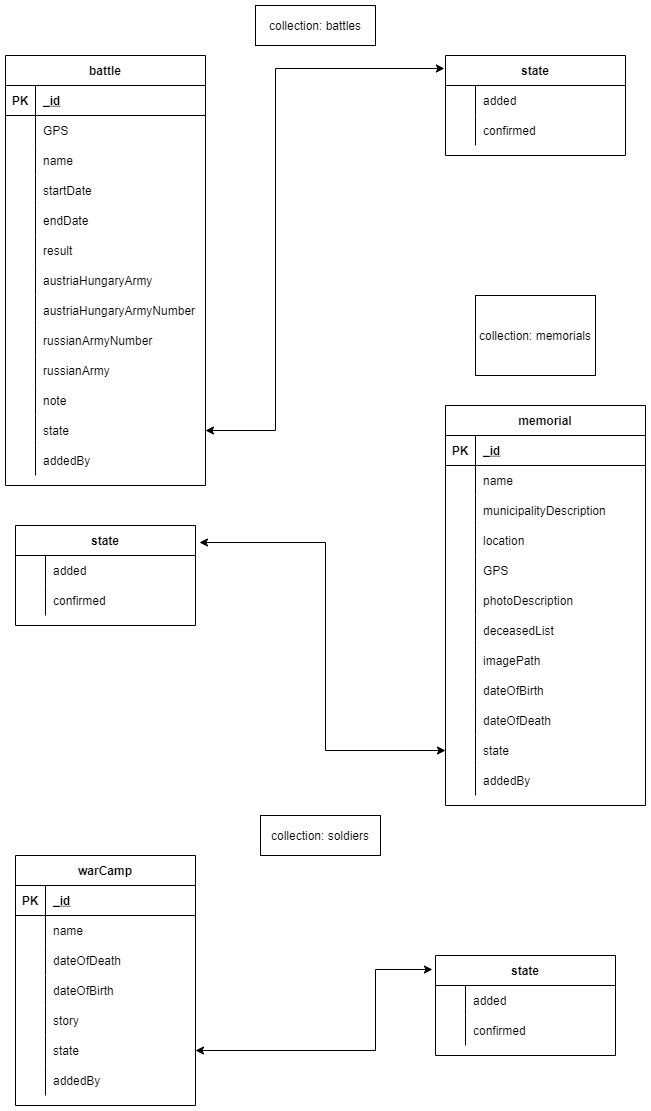 collection: battles
battle
PK _id
GPS
name
startDate
endDate
result
austriaHungaryArmy
austriaHungaryArmyNumber
russianArmyNumber
russianArmy
note
state
addedBy
state
added
confirmed
collection: memorials
memorial
PK _id
name
municipalityDescription
location
GPS
photoDescription
deceasedList
imagePath
dateOfBirth
dateOfDeath
state
addedBy
state
added
confirmed
collection: soldiers
warCamp
PK _id
name
dateOfDeath
dateOfBirth
story
state
addedBy
state
added
confirmed